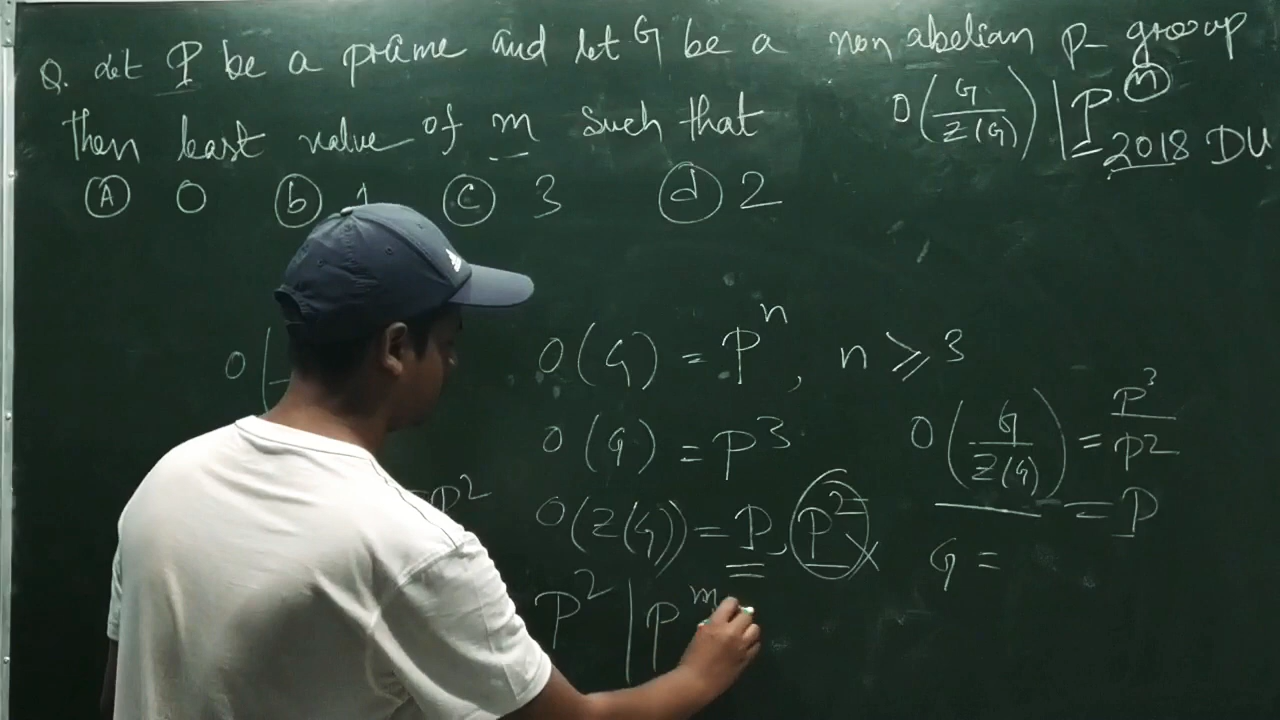 Q. Let P be a prime and let G be a non abelian P- group
then least value of m such that O(G/Z(G)) | P^m
2018 DU
(A) 0 (b) 1 (c) 3 (d) 2
O(G) = P^n, n ⩾ 3
O(G) = P^3
O(G/Z(G)) = P^3/P^2
= P
O(
= P^2
O(Z(G)) = P, P^2 ×
G =
P^2 | P^m